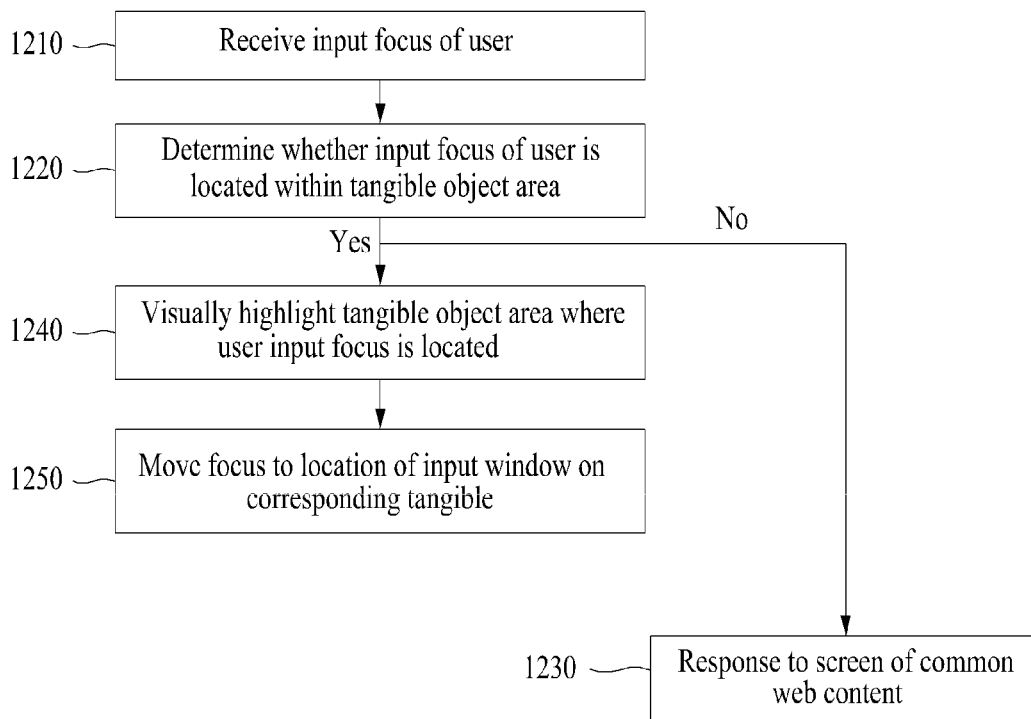 1210
Receive input focus of user
1220
Determine whether input focus of user is
located within tangible object area
No
Yes
1240
Visually highlight tangible object area where
user input focus is located
1250
Move focus to location of input window on
corresponding tangible
1230
Response to screen of common
web content